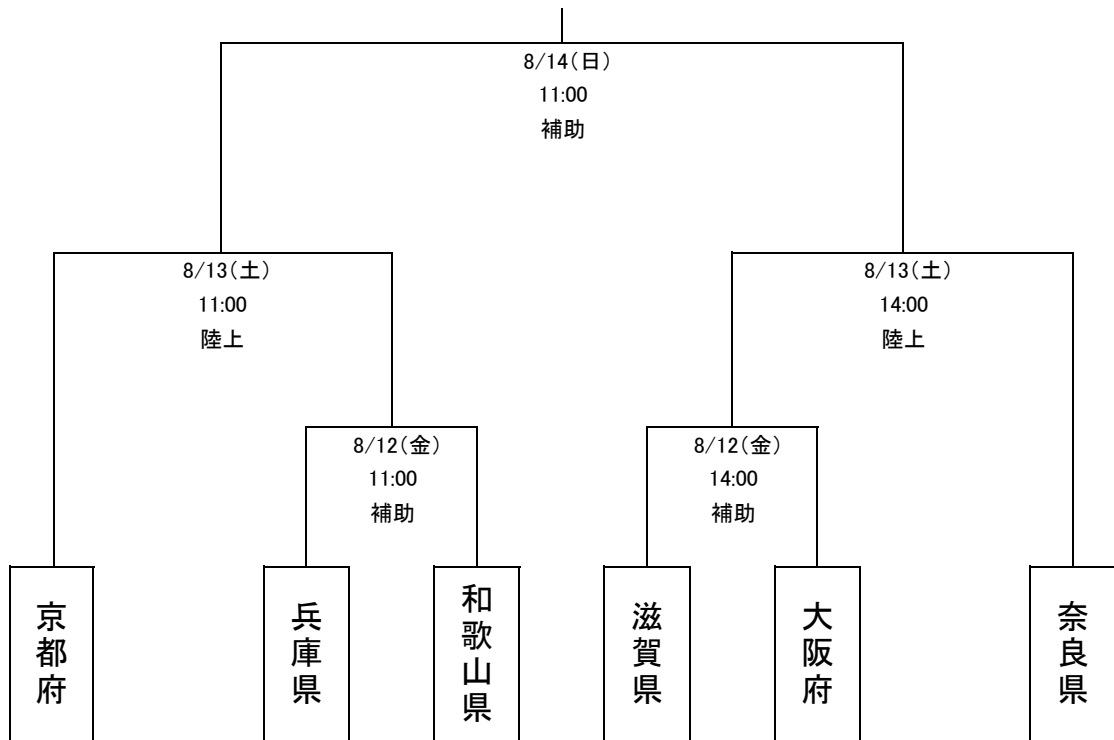 8/14(日)
11:00
補助
8/13(土)
11:00
陸上
8/13(土)
14:00
陸上
8/12(金)
11:00
補助
8/12(金)
14:00
補助
京都府
兵庫県
和歌山県
滋賀県
大阪府
奈良県